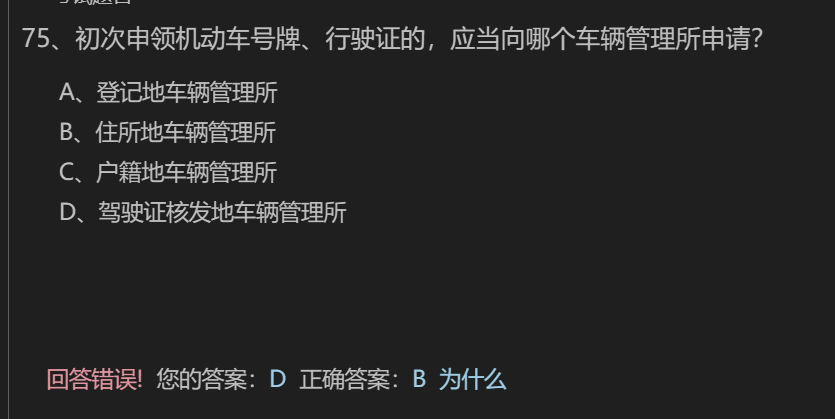 75、初次申领机动车号牌、行驶证的，应当向哪个车辆管理所申请？
A、登记地车辆管理所
B、住所地车辆管理所
C、户籍地车辆管理所
D、驾驶证核发地车辆管理所
回答错误! 您的答案：D 正确答案：B 为什么